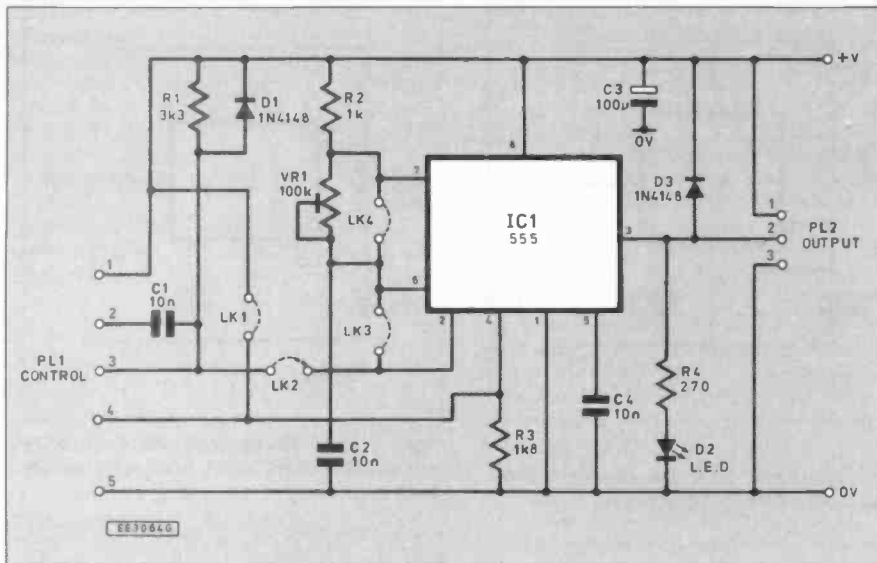 +V
R1
3k3
D1
1N4148
R2
1k
C3
100µ
0V
VR1
100k
LK4
7
8
IC1
555
D3
1N4148
1
2
3
PL2
OUTPUT
3
6
LK3
LK1
1
C1
10n
2
PL1
CONTROL
3
LK2
2
4
1
5
4
R4
270
C4
10n
R3
1k8
C2
10n
D2
L.E.D
5
0V
EE3064G